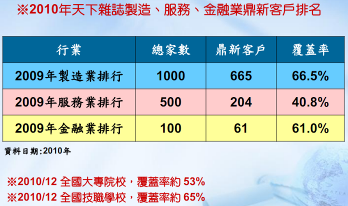 ※2010年天下雜誌製造、服務、金融業鼎新客戶排名
行業 總家數 鼎新客戶 覆蓋率
2009年製造業排行 1000 665 66.5%
2009年服務業排行 500 204 40.8%
2009年金融業排行 100 61 61.0%
資料日期:2010年
※2010/12 全國大專院校，覆蓋率約 53%
※2010/12 全國技職學校，覆蓋率約 65%